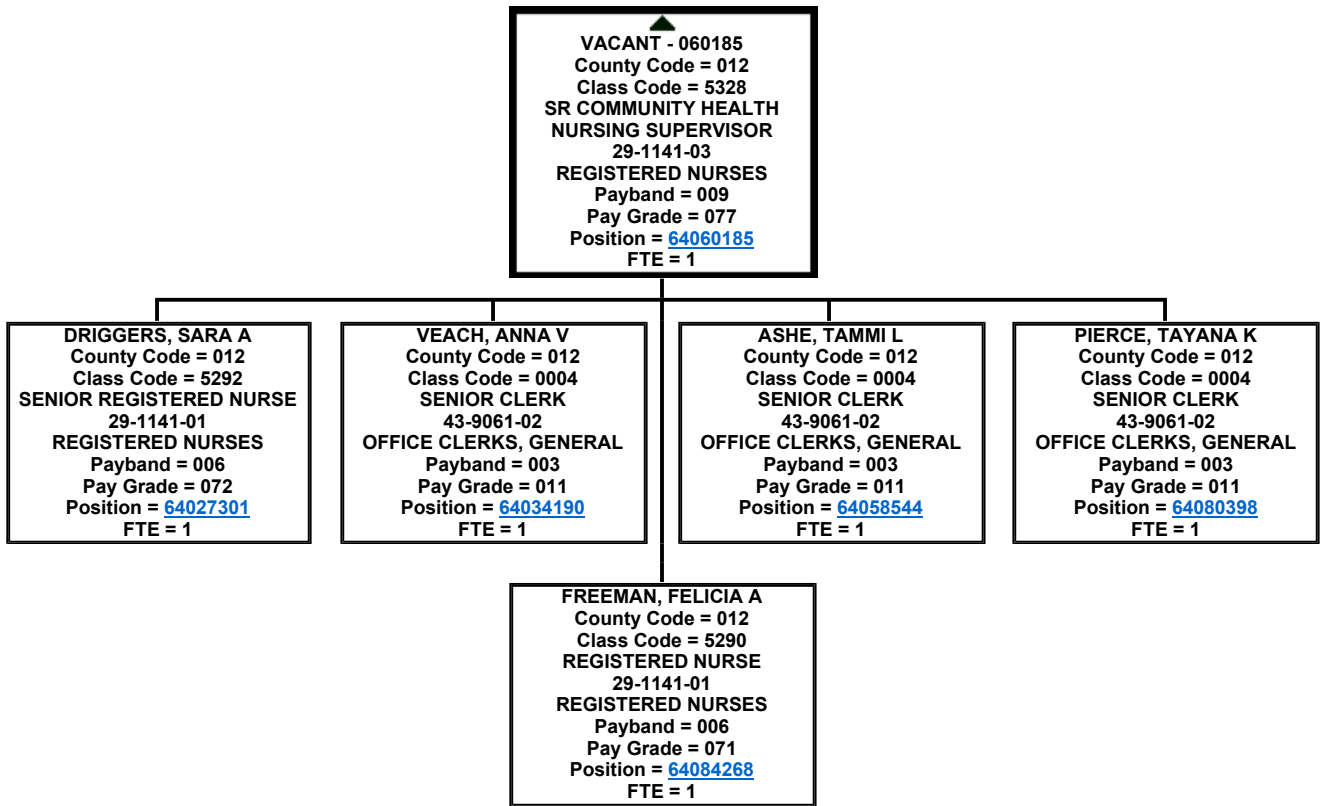 VACANT - 060185
County Code = 012
Class Code = 5328
SR COMMUNITY HEALTH
NURSING SUPERVISOR
29-1141-03
REGISTERED NURSES
Payband = 009
Pay Grade = 077
Position = 64060185
FTE = 1
DRIGGERS, SARA A
County Code = 012
Class Code = 5292
SENIOR REGISTERED NURSE
29-1141-01
REGISTERED NURSES
Payband = 006
Pay Grade = 072
Position = 64027301
FTE = 1
VEACH, ANNA V
County Code = 012
Class Code = 0004
SENIOR CLERK
43-9061-02
OFFICE CLERKS, GENERAL
Payband = 003
Pay Grade = 011
Position = 64034190
FTE = 1
ASHE, TAMMI L
County Code = 012
Class Code = 0004
SENIOR CLERK
43-9061-02
OFFICE CLERKS, GENERAL
Payband = 003
Pay Grade = 011
Position = 64058544
FTE = 1
PIERCE, TAYANA K
County Code = 012
Class Code = 0004
SENIOR CLERK
43-9061-02
OFFICE CLERKS, GENERAL
Payband = 003
Pay Grade = 011
Position = 64080398
FTE = 1
FREEMAN, FELICIA A
County Code = 012
Class Code = 5290
REGISTERED NURSE
29-1141-01
REGISTERED NURSES
Payband = 006
Pay Grade = 071
Position = 64084268
FTE = 1